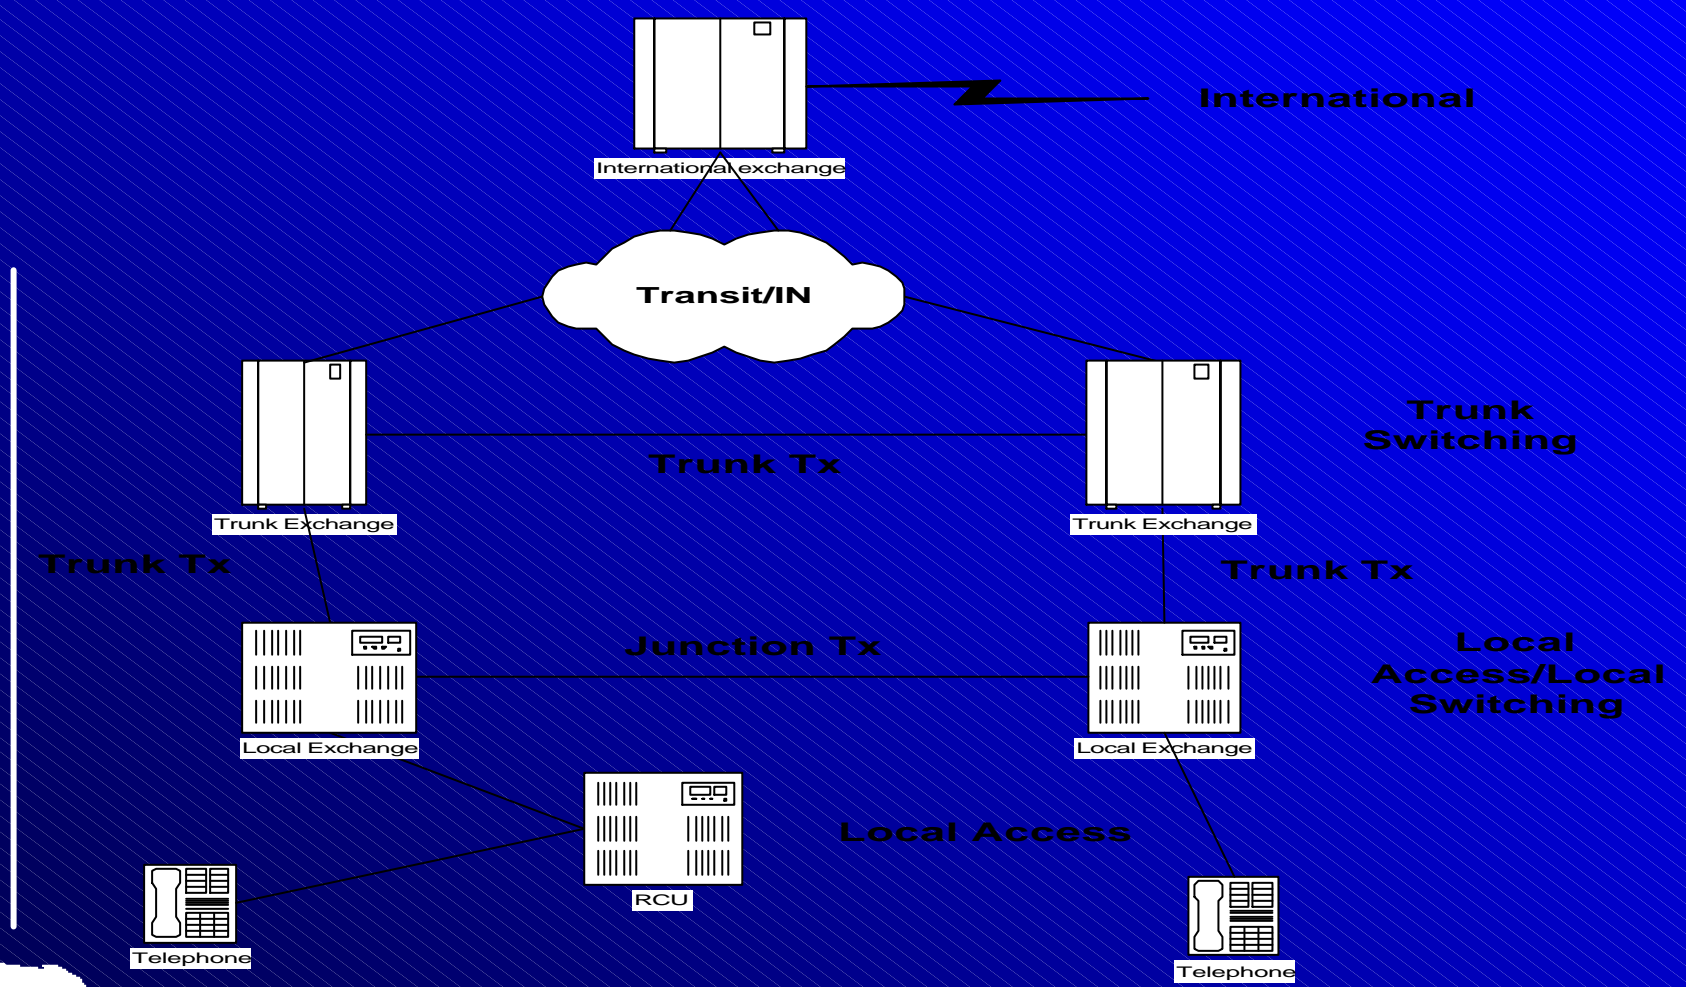 International
International exchange
Transit/IN
Trunk
Switching
Trunk Tx
Trunk Exchange
Trunk Exchange
Trunk Tx
Trunk Tx
Junction Tx
Local
Access/Local
Switching
Local Exchange
Local Exchange
Local Access
RCU
Telephone
Telephone